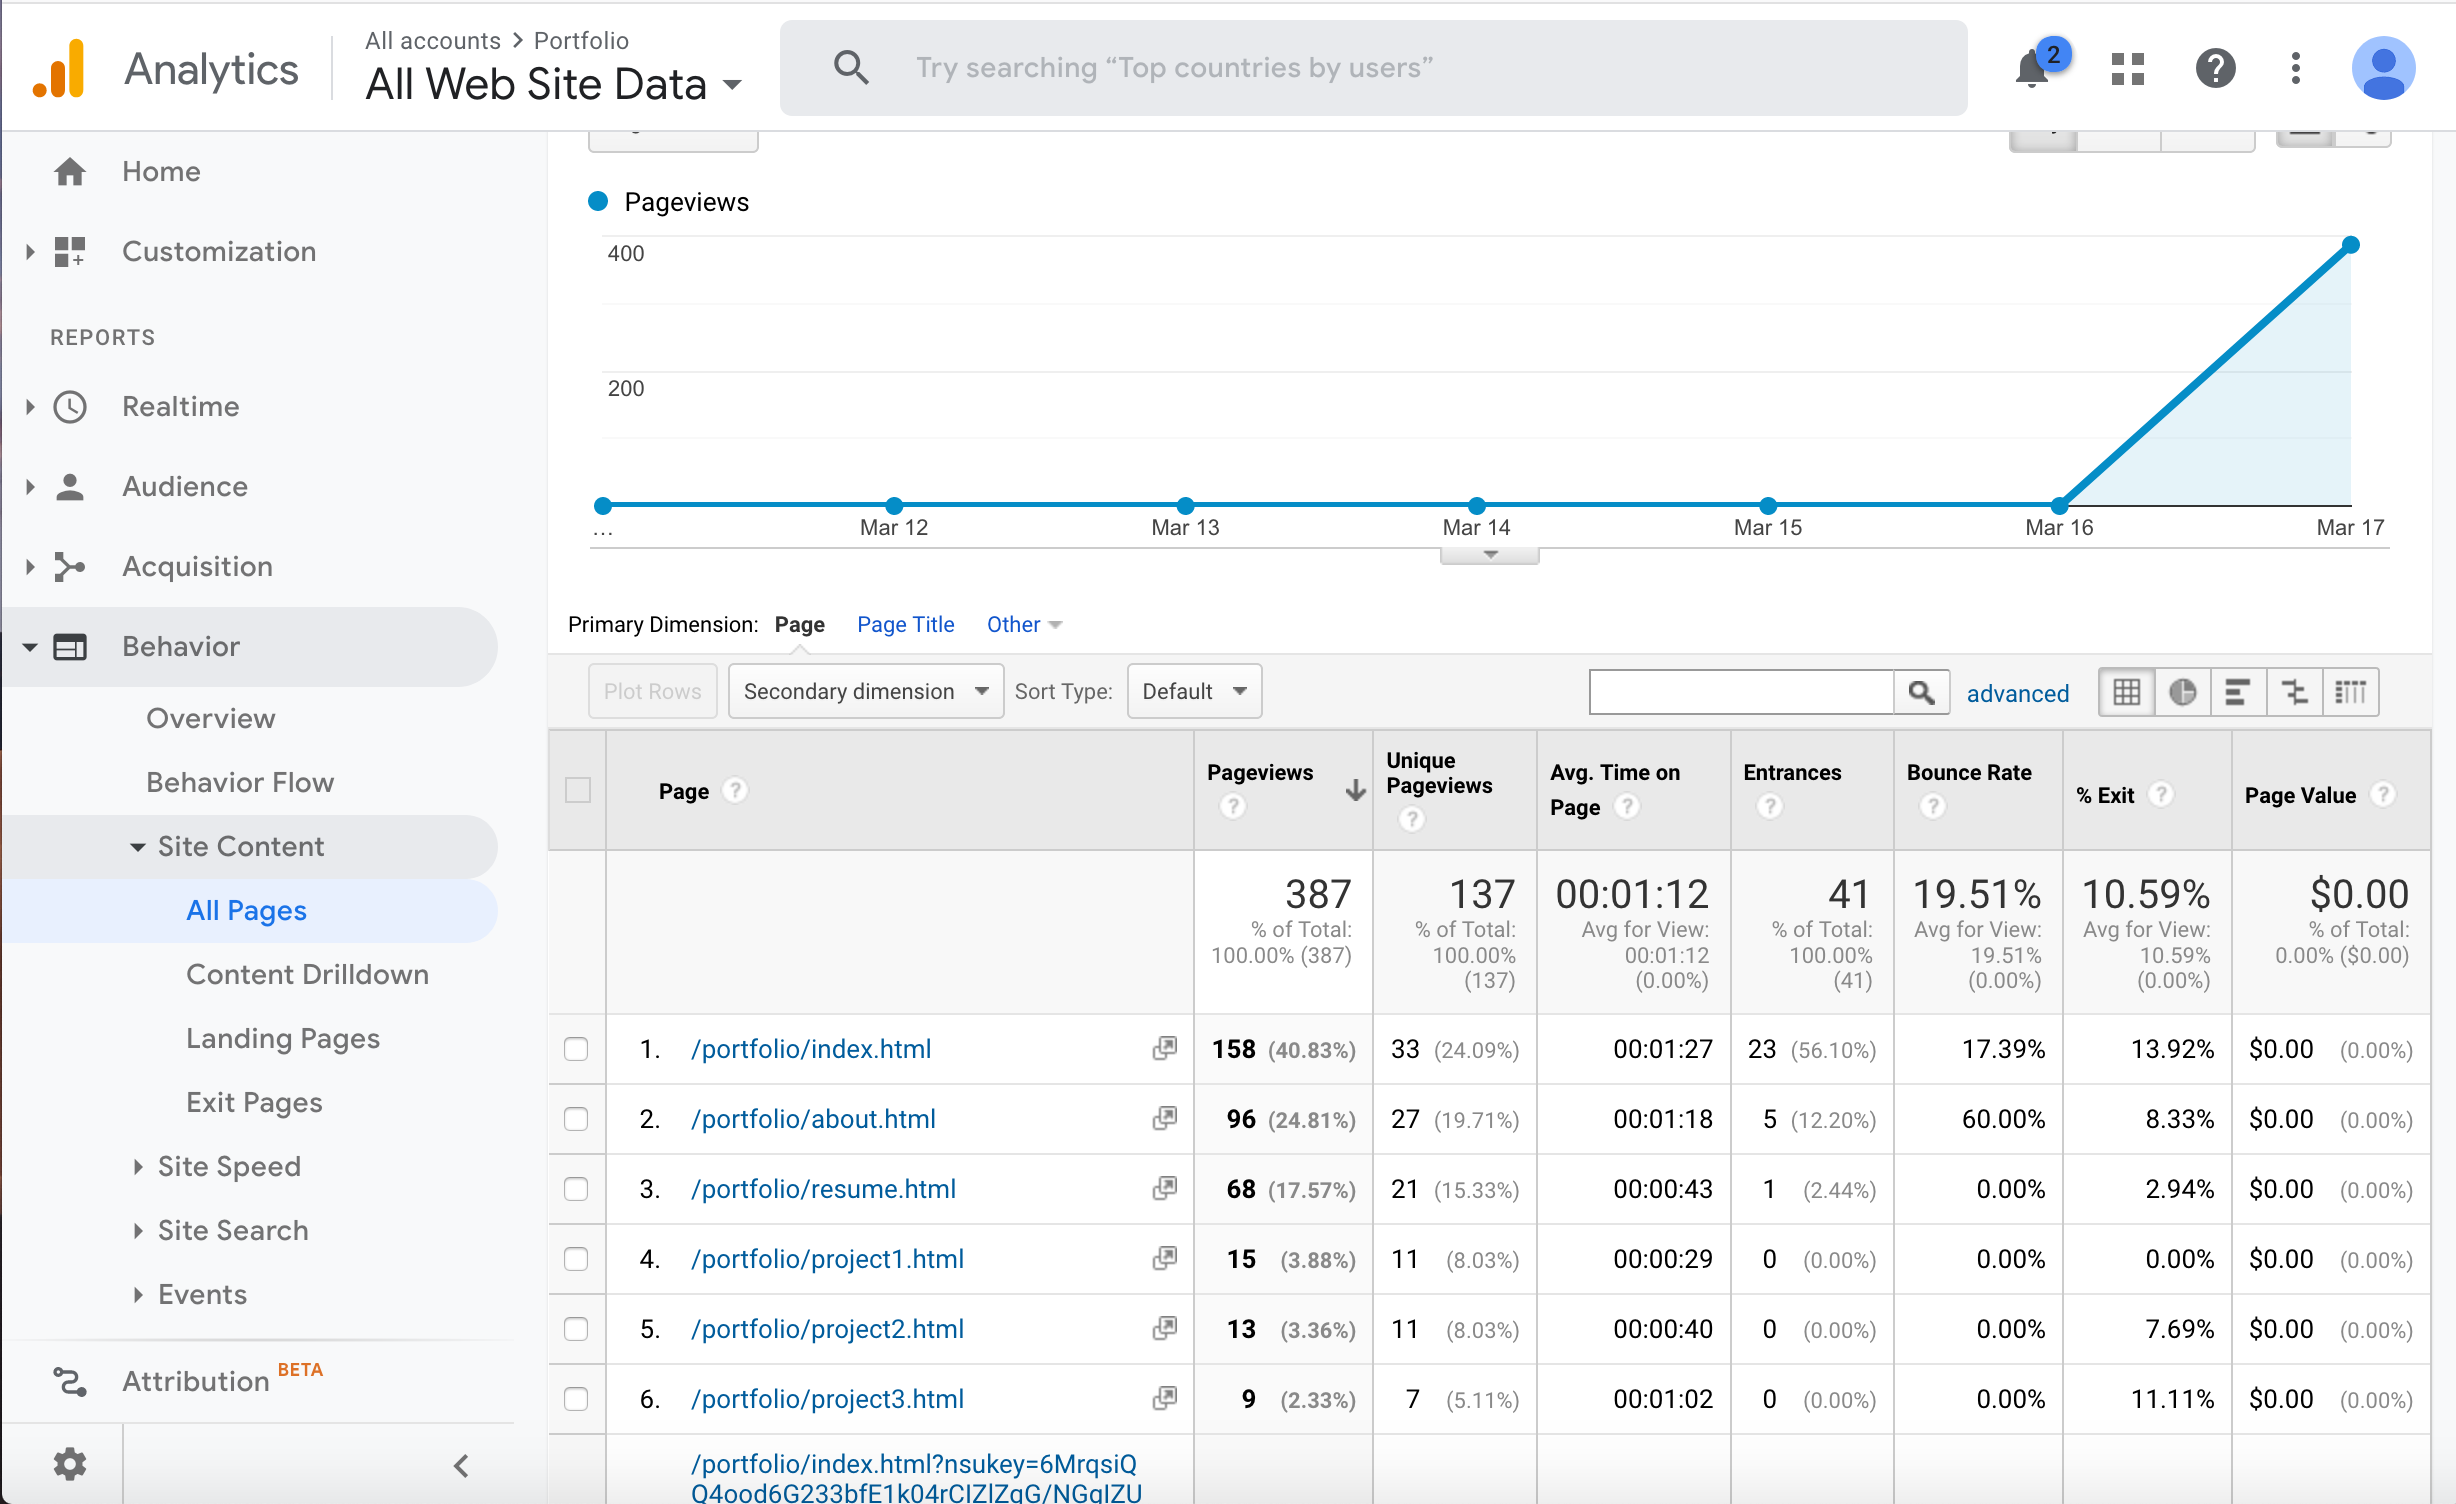 Analytics
All accounts > Portfolio
All Web Site Data
Try searching “Top countries by users”
2
Home
Customization
REPORTS
Realtime
Audience
Acquisition
Behavior
Overview
Behavior Flow
Site Content
All Pages
Content Drilldown
Landing Pages
Exit Pages
Site Speed
Site Search
Events
Attribution BETA
Pageviews
400
200
... Mar 12 Mar 13 Mar 14 Mar 15 Mar 16 Mar 17
Primary Dimension: Page Page Title Other
Plot Rows Secondary dimension Sort Type: Default advanced
Page ? Pageviews ? Unique Pageviews ? Avg. Time on Page ? Entrances ? Bounce Rate ? % Exit ? Page Value ?
387 137 00:01:12 41 19.51% 10.59% $0.00
% of Total: % of Total: Avg for View: % of Total: Avg for View: Avg for View: % of Total:
100.00% (387) 100.00% 00:01:12 100.00% 19.51% 10.59% 0.00% ($0.00)
(137) (0.00%) (41) (0.00%) (0.00%)
1. /portfolio/index.html 158 (40.83%) 33 (24.09%) 00:01:27 23 (56.10%) 17.39% 13.92% $0.00 (0.00%)
2. /portfolio/about.html 96 (24.81%) 27 (19.71%) 00:01:18 5 (12.20%) 60.00% 8.33% $0.00 (0.00%)
3. /portfolio/resume.html 68 (17.57%) 21 (15.33%) 00:00:43 1 (2.44%) 0.00% 2.94% $0.00 (0.00%)
4. /portfolio/project1.html 15 (3.88%) 11 (8.03%) 00:00:29 0 (0.00%) 0.00% 0.00% $0.00 (0.00%)
5. /portfolio/project2.html 13 (3.36%) 11 (8.03%) 00:00:40 0 (0.00%) 0.00% 7.69% $0.00 (0.00%)
6. /portfolio/project3.html 9 (2.33%) 7 (5.11%) 00:01:02 0 (0.00%) 0.00% 11.11% $0.00 (0.00%)
/portfolio/index.html?nsukey=6MrqsiQ